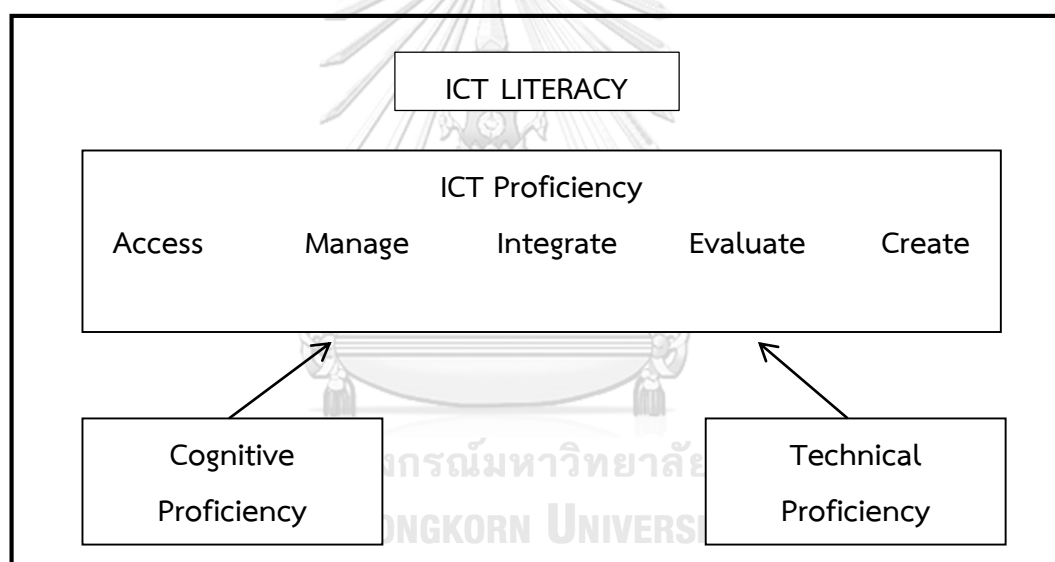 ICT LITERACY
ICT Proficiency
Access Manage Integrate Evaluate Create
Cognitive
Proficiency
Technical
Proficiency
งกรณ์มหาวิทยาลัย
ONGKORN UNIVERSI